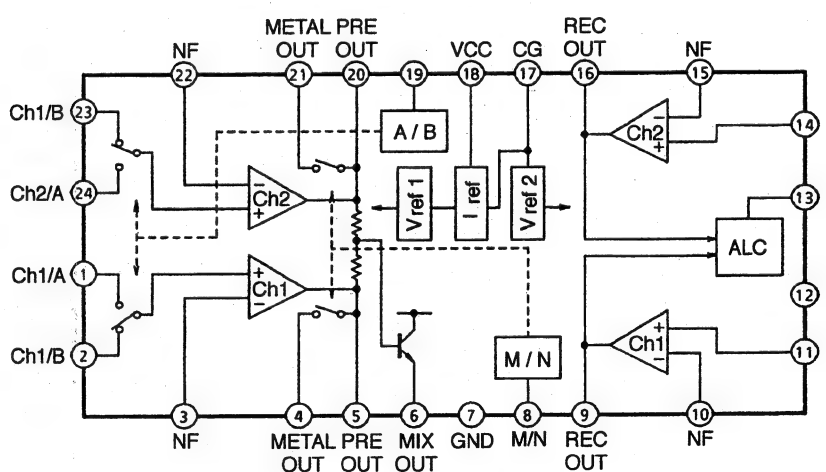 METAL PRE
REC
NF
OUT OUT
VCC
CG
OUT
NF
22
21
20
19
18
17
16
15
Ch1/B
23
A / B
Ch2
14
Ch2/A
24
Ch2
V ref 1
I ref
V ref 2
13
ALC
Ch1/A
1
Ch1
12
Ch1/B
2
M / N
Ch1
11
3
4
5
6
7
8
9
10
NF
METAL PRE
MIX
GND
M/N
REC
NF
OUT OUT
OUT
OUT